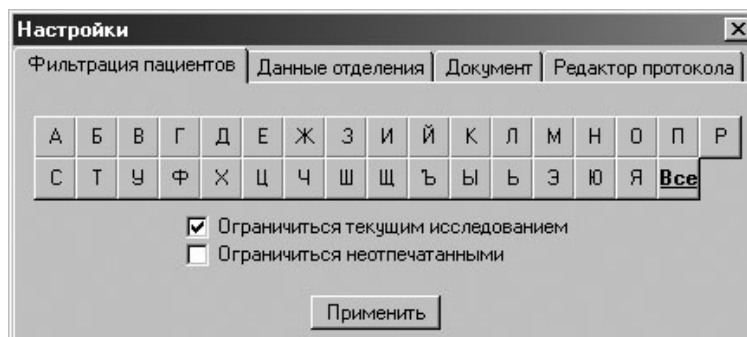 Настройки
Фильтрация пациентов Данные отделения Документ Редактор протокола
А Б В Г Д Е Ж З И Й К Л М Н О П Р
С Т У Ф Х Ц Ч Ш Щ Ъ Ы Ь Э Ю Я Все
Ограничиться текущим исследованием
Ограничиться неотпечатанными
Применить